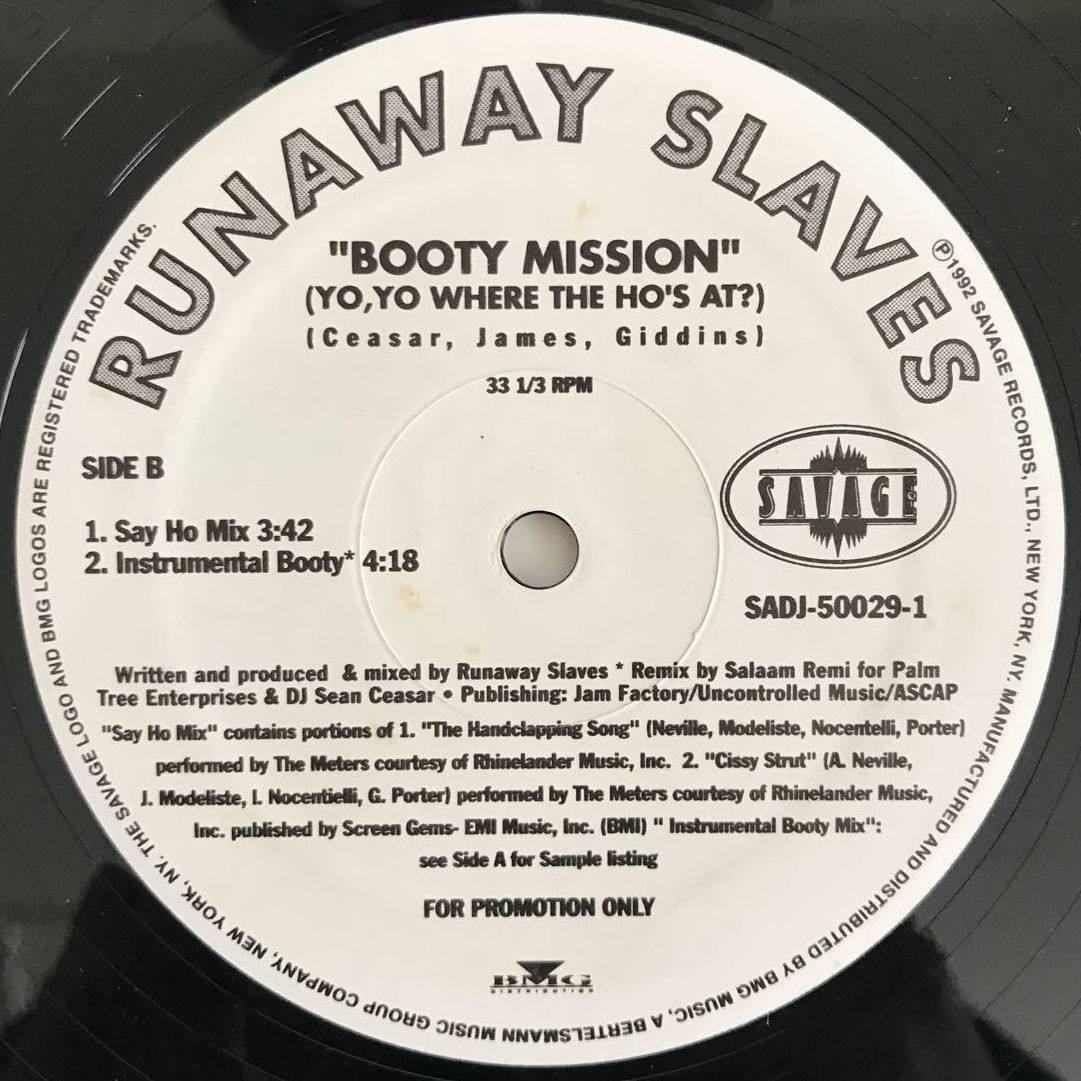 RUNAWAY SLAVES
"BOOTY MISSION"
(YO,YO WHERE THE HO'S AT?)
(Ceasar, James, Giddins)
33 1/3 RPM
SIDE B
1. Say Ho Mix 3:42
2. Instrumental Booty* 4:18
SAVAGE
SADJ-50029-1
Written and produced & mixed by Runaway Slaves * Remix by Salaam Remi for Palm
Tree Enterprises & DJ Sean Ceasar • Publishing: Jam Factory/Uncontrolled Music/ASCAP
"Say Ho Mix" contains portions of 1. "The Handclapping Song" (Neville, Modeliste, Nocentelli, Porter)
performed by The Meters courtesy of Rhinelander Music, Inc. 2. "Cissy Strut" (A. Neville,
J. Modeliste, L. Nocentielli, G. Porter) performed by The Meters courtesy of Rhinelander Music,
Inc. published by Screen Gems- EMI Music, Inc. (BMI) " Instrumental Booty Mix":
see Side A for Sample listing
FOR PROMOTION ONLY
BMG
DISTRIBUTION
℗1992 SAVAGE RECORDS, LTD., NEW YORK, NY. MANUFACTURED AND DISTRIBUTED BY BMG MUSIC, A BERTELSMANN MUSIC GROUP COMPANY, NEW YORK, NY. THE SAVAGE LOGO AND BMG LOGOS ARE REGISTERED TRADEMARKS.